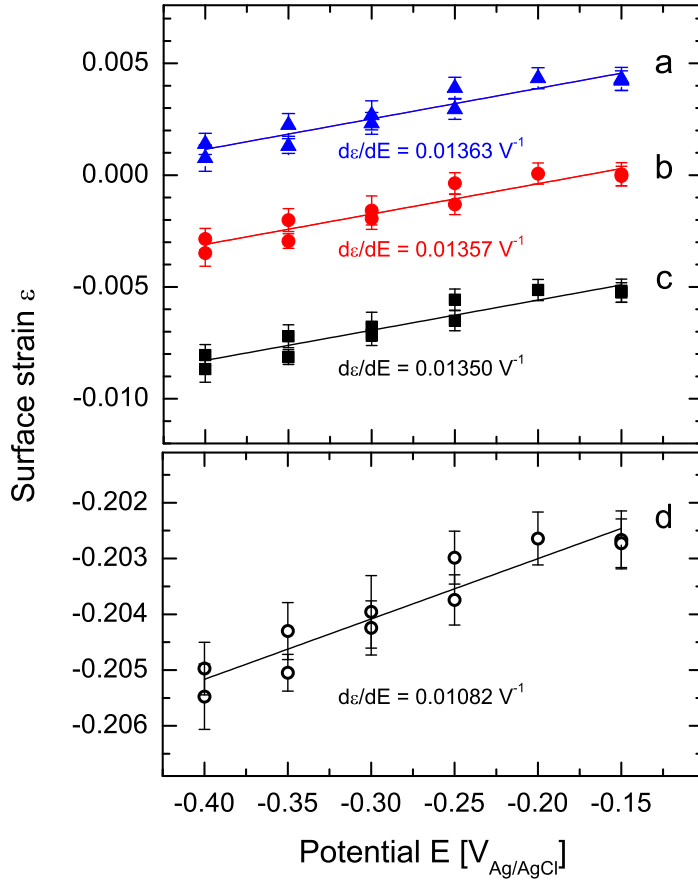 0.005
0.000
-0.005
-0.010
a
dε/dE = 0.01363 V⁻¹
b
dε/dE = 0.01357 V⁻¹
c
dε/dE = 0.01350 V⁻¹
Surface strain ε
-0.202
-0.203
-0.204
-0.205
-0.206
d
dε/dE = 0.01082 V⁻¹
-0.40 -0.35 -0.30 -0.25 -0.20 -0.15
Potential E [V_Ag/AgCl]